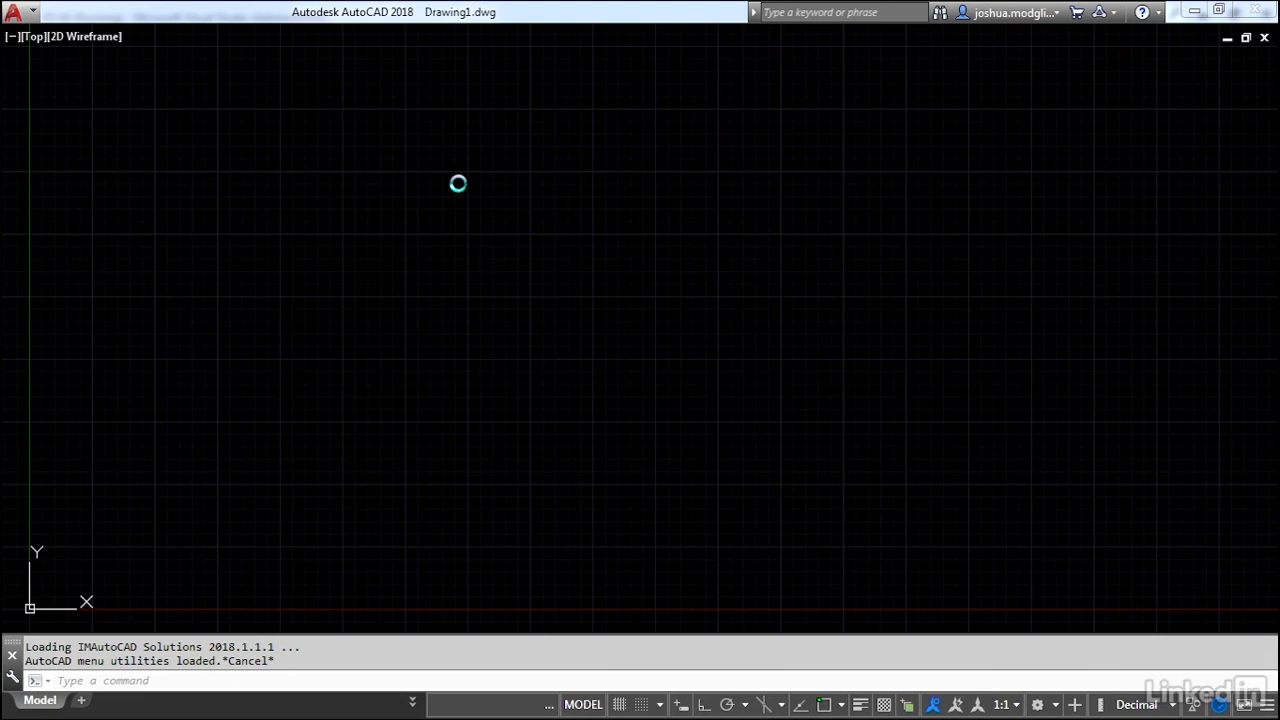 Autodesk AutoCAD 2018 Drawing1.dwg
Type a keyword or phrase
joshua.modgli...
[−][Top][2D Wireframe]
Y
X
Loading IMAutoCAD Solutions 2018.1.1.1 ...
AutoCAD menu utilities loaded.*Cancel*
Type a command
Model
...
MODEL
1:1
Decimal
Linked in